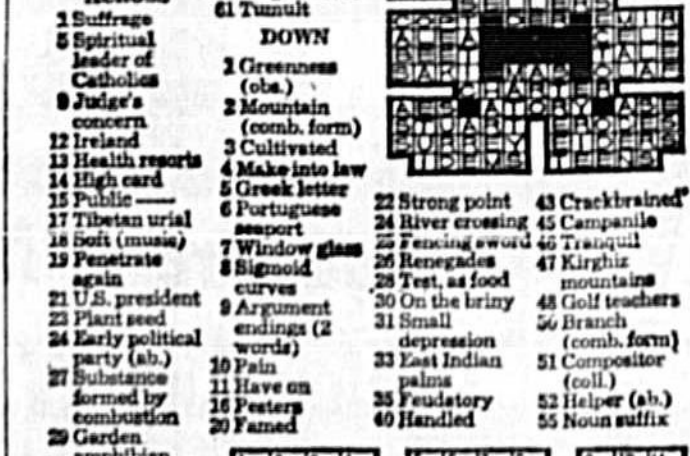 1 Suffrage
5 Spiritual
leader of
Catholics
9 Judge's
concern
12 Ireland
13 Health resorts
14 High card
15 Public
17 Tibetan urial
18 Soft (music)
19 Penetrate
again
21 U.S. president
23 Plant seed
24 Early political
party (ab.)
27 Substance
formed by
combustion
29 Garden
amphibian
61 Tumult
DOWN
1 Greenness
(obs.)
2 Mountain
(comb. form)
3 Cultivated
4 Make into law
5 Greek letter
6 Portuguese
seaport
7 Window glass
8 Sigmoid
curves
9 Argument
endings (2
words)
10 Pain
11 Have on
16 Pesters
20 Famed
22 Strong point
24 River crossing
25 Fencing sword
26 Renegades
28 Test, as food
30 On the briny
31 Small
depression
33 East Indian
palms
35 Feudatory
40 Handled
43 Crackbrained
45 Campanile
46 Tranquil
47 Kirghiz
mountains
48 Golf teachers
50 Branch
(comb. form)
51 Compositor
(coll.)
52 Helper (ab.)
55 Noun suffix